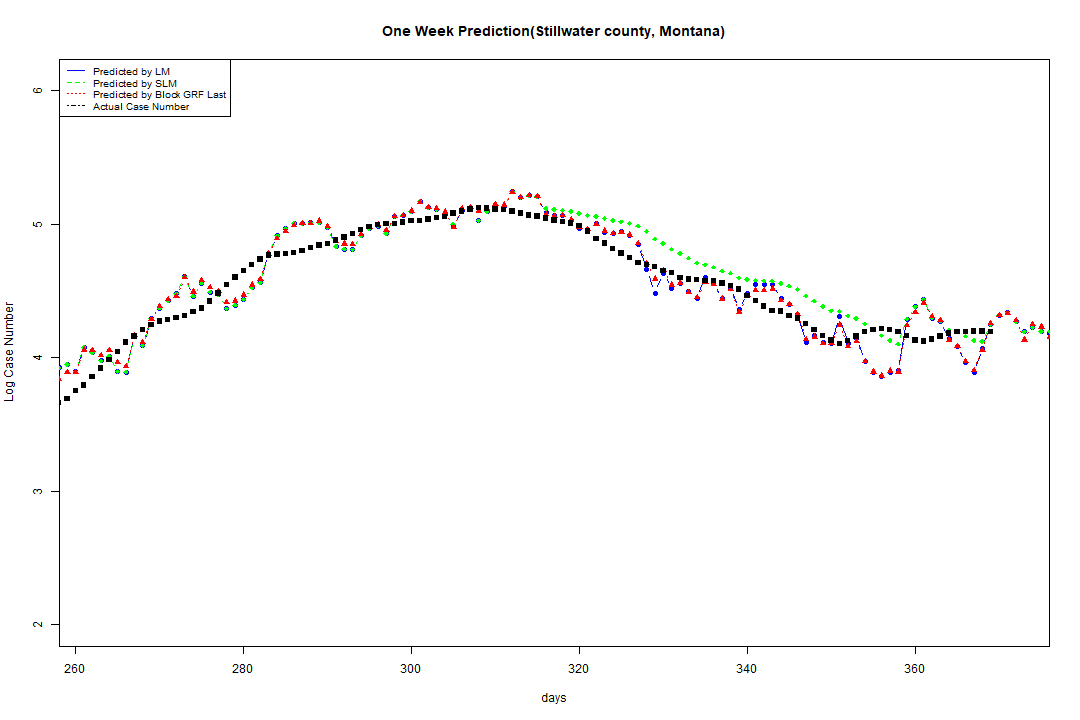 One Week Prediction(Stillwater county, Montana)
Predicted by LM
Predicted by SLM
Predicted by Block GRF Last
Actual Case Number
6
5
4
3
2
Log Case Number
260 280 300 320 340 360
days